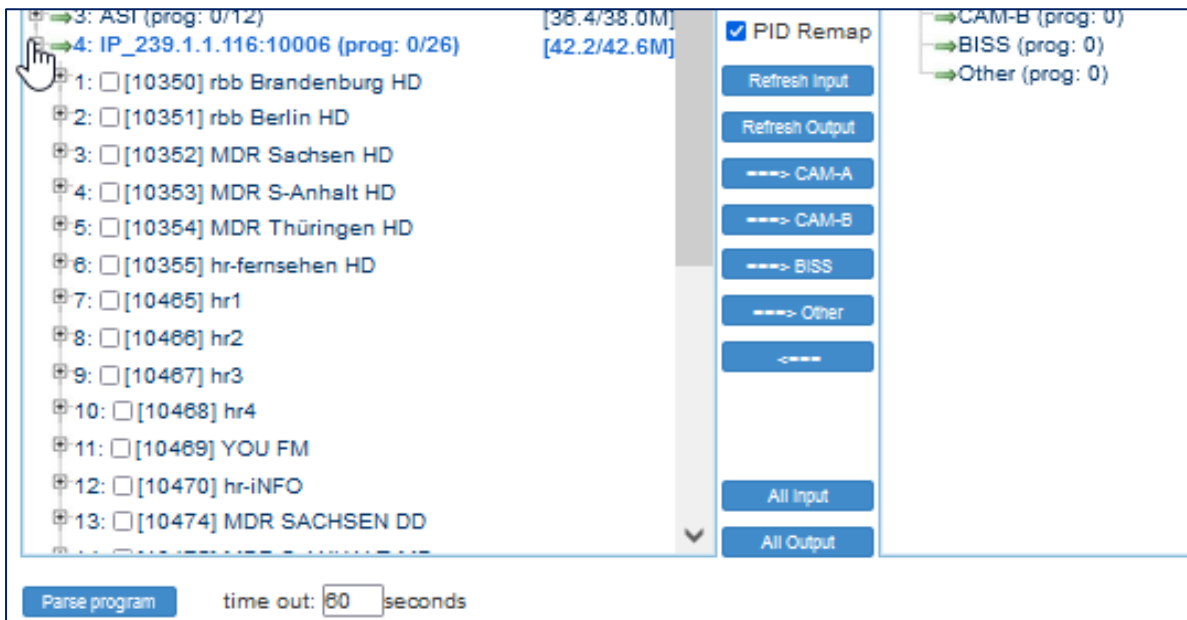 3: ASI (prog: 0/12) [36.4/38.0M]
4: IP_239.1.1.116:10006 (prog: 0/26) [42.2/42.6M]
1: [10350] rbb Brandenburg HD
2: [10351] rbb Berlin HD
3: [10352] MDR Sachsen HD
4: [10353] MDR S-Anhalt HD
5: [10354] MDR Thüringen HD
6: [10355] hr-fernsehen HD
7: [10465] hr1
8: [10466] hr2
9: [10467] hr3
10: [10468] hr4
11: [10469] YOU FM
12: [10470] hr-iNFO
13: [10474] MDR SACHSEN DD
PID Remap
Refresh Input
Refresh Output
===> CAM-A
===> CAM-B
===> BISS
===> Other
<===
All Input
All Output
CAM-B (prog: 0)
BISS (prog: 0)
Other (prog: 0)
Parse program time out: 60 seconds